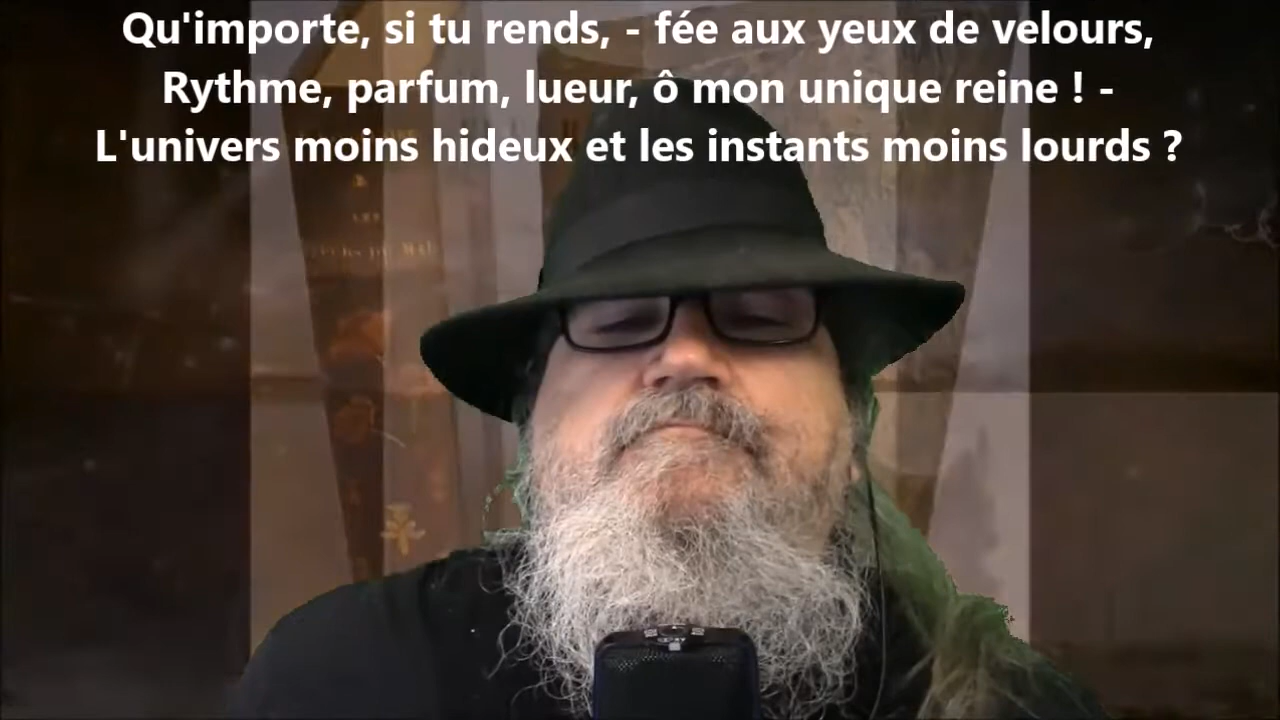 Qu'importe, si tu rends, - fée aux yeux de velours,
Rythme, parfum, lueur, ô mon unique reine ! -
L'univers moins hideux et les instants moins lourds ?
LES